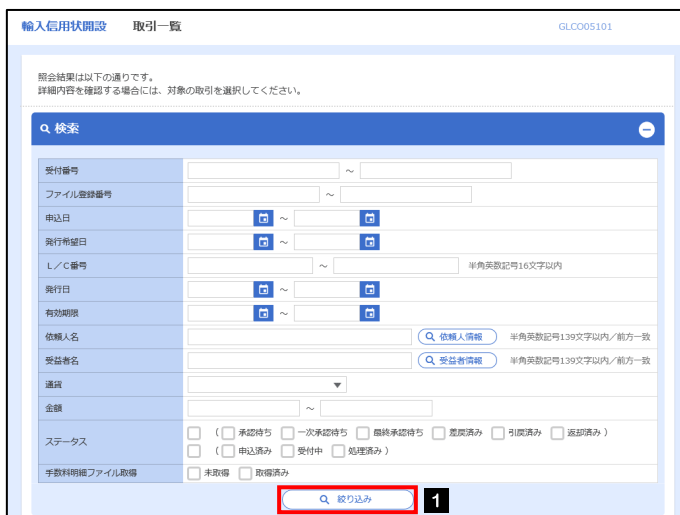 輸入信用状開設 取引一覧 GLCO05101
照会結果は以下の通りです。
詳細内容を確認する場合には、対象の取引を選択してください。
検索
受付番号 ～
ファイル登録番号 ～
申込日 ～
発行希望日 ～
Ｌ／Ｃ番号 ～ 半角英数記号16文字以内
発行日 ～
有効期限 ～
依頼人名 依頼人情報 半角英数記号139文字以内／前方一致
受益者名 受益者情報 半角英数記号139文字以内／前方一致
通貨
金額 ～
ステータス （ 承認待ち 一次承認待ち 最終承認待ち 差戻済み 引戻済み 返却済み ）
（ 申込済み 受付中 処理済み ）
手数料明細ファイル取得 未取得 取得済み
絞り込み 1